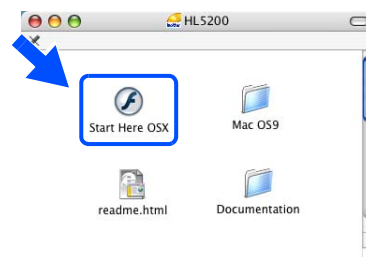 HL5200
Start Here OSX
Mac OS9
readme.html
Documentation